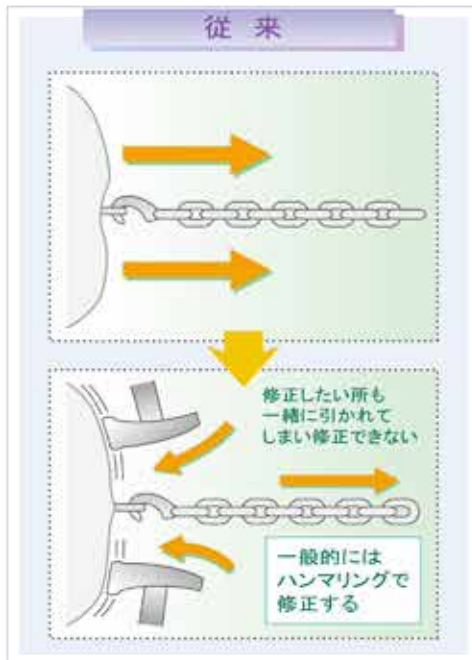 従来
修正したい所も
一緒に引かれて
しまい修正できない
一般的には
ハンマリングで
修正する